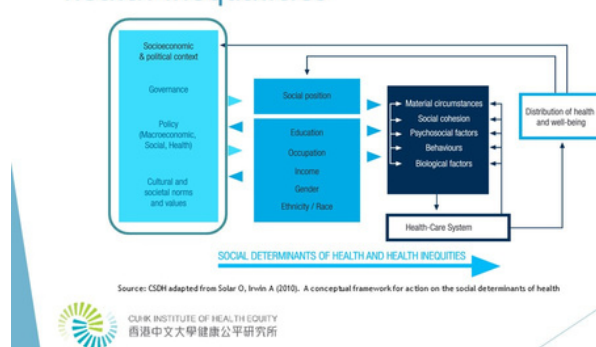 Socioeconomic
& political context
Governance
Policy
(Macroeconomic,
Social, Health)
Cultural and
societal norms
and values
Social position
Education
Occupation
Income
Gender
Ethnicity / Race
Material circumstances
Social cohesion
Psychosocial factors
Behaviours
Biological factors
Distribution of health
and well-being
Health-Care System
SOCIAL DETERMINANTS OF HEALTH AND HEALTH INEQUITIES
Source: CSDH adapted from Solar O, Irwin A (2010). A conceptual framework for action on the social determinants of health
CUHK INSTITUTE OF HEALTH EQUITY
香港中文大學健康公平研究所